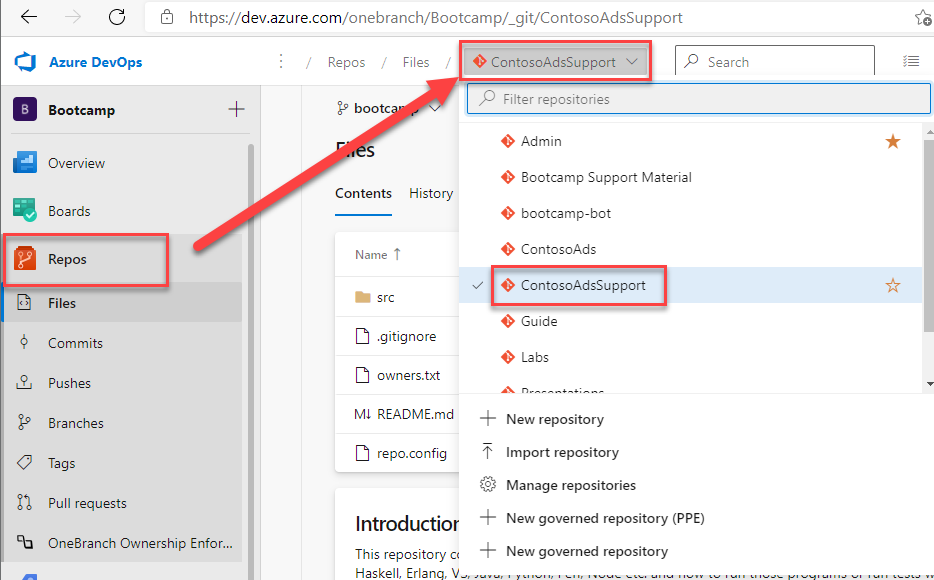 https://dev.azure.com/onebranch/Bootcamp/_git/ContosoAdsSupport
Azure DevOps
/ Repos / Files / ContosoAdsSupport
Search
B Bootcamp
Overview
Boards
Repos
Files
Commits
Pushes
Branches
Tags
Pull requests
OneBranch Ownership Enfor...
bootcamp
Files
Contents History
Name ↑
src
.gitignore
owners.txt
M↓ README.md
repo.config
Introduction
This repository co
Filter repositories
Admin
Bootcamp Support Material
bootcamp-bot
ContosoAds
ContosoAdsSupport
Guide
Labs
Presentations
New repository
Import repository
Manage repositories
New governed repository (PPE)
New governed repository
Haskell, Erlang, VS, Java, Python, Perl, Node etc. and how to run those programs or run tests w